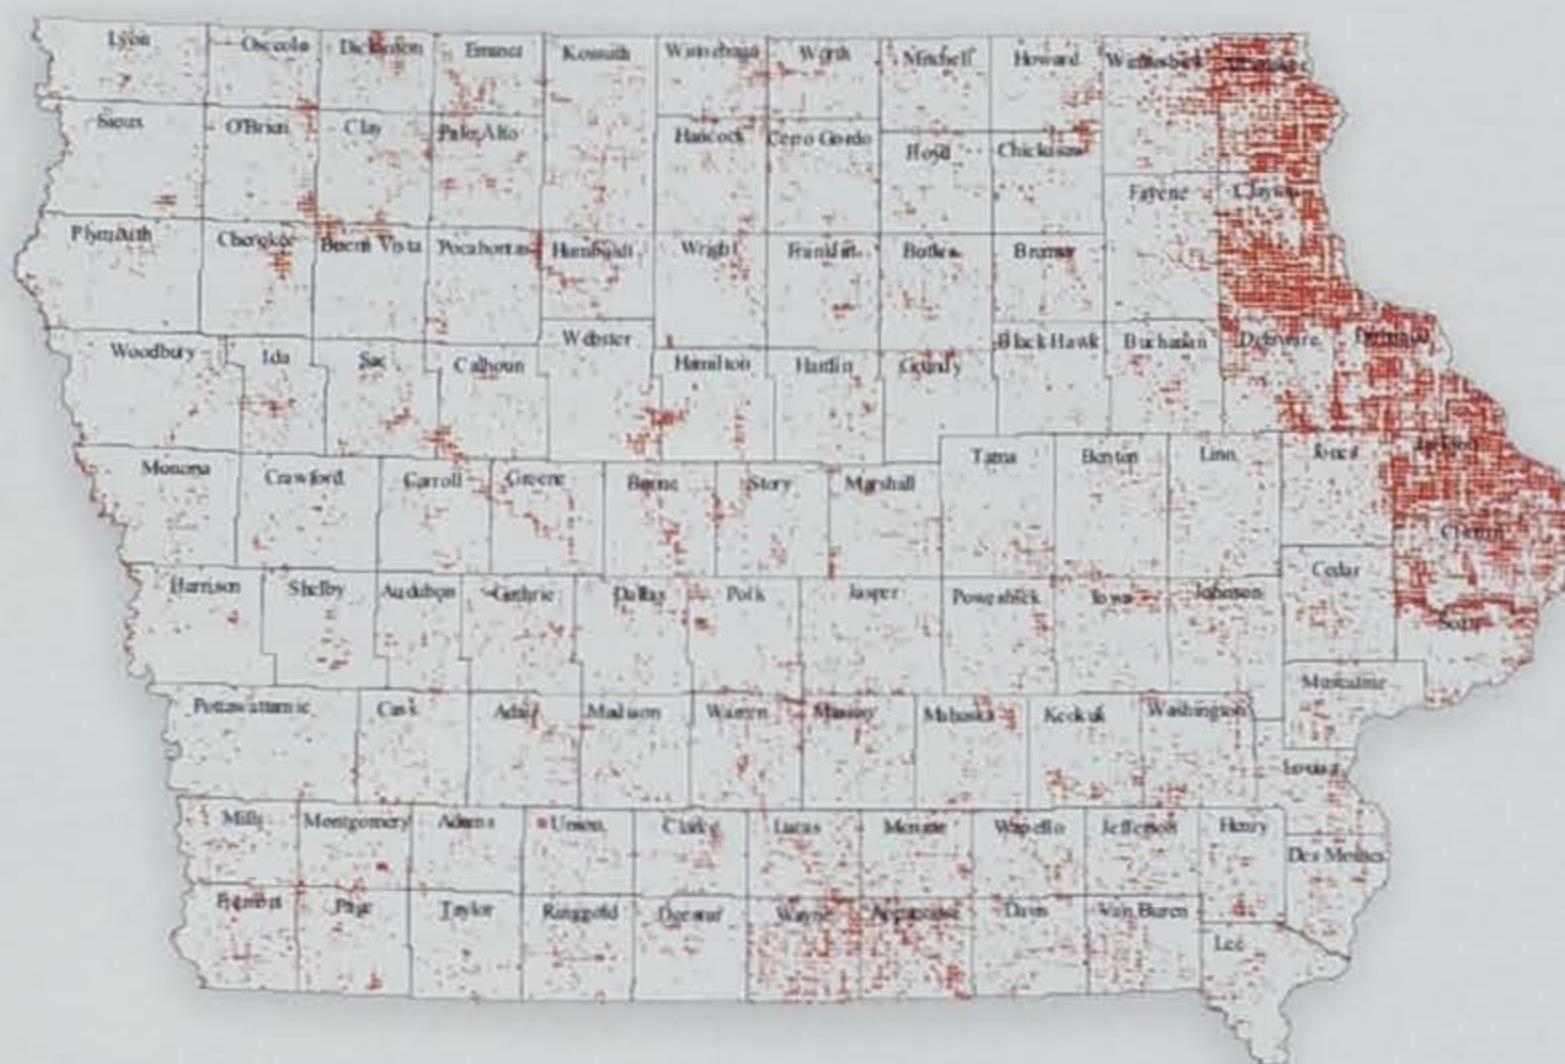 Lyon Osceola Dickinson Emmet Kossuth Winnebago Worth Mitchell Howard Winneshiek Allamakee
Sioux O'Brien Clay Palo Alto Hancock Cerro Gordo Floyd Chickasaw
Fayette Clayton
Plymouth Cherokee Buena Vista Pocahontas Humboldt Wright Franklin Butler Bremer
Woodbury Ida Sac Calhoun Webster Hamilton Hardin Grundy Black Hawk Buchanan Delaware Dubuque
Monona Crawford Carroll Greene Boone Story Marshall Tama Benton Linn Jones Jackson
Clinton
Harrison Shelby Audubon Guthrie Dallas Polk Jasper Poweshiek Iowa Johnson Cedar
Scott
Pottawattamie Cass Adair Madison Warren Marion Mahaska Keokuk Washington Muscatine
Louisa
Mills Montgomery Adams Union Clarke Lucas Monroe Wapello Jefferson Henry Des Moines
Fremont Page Taylor Ringgold Decatur Wayne Appanoose Davis Van Buren Lee